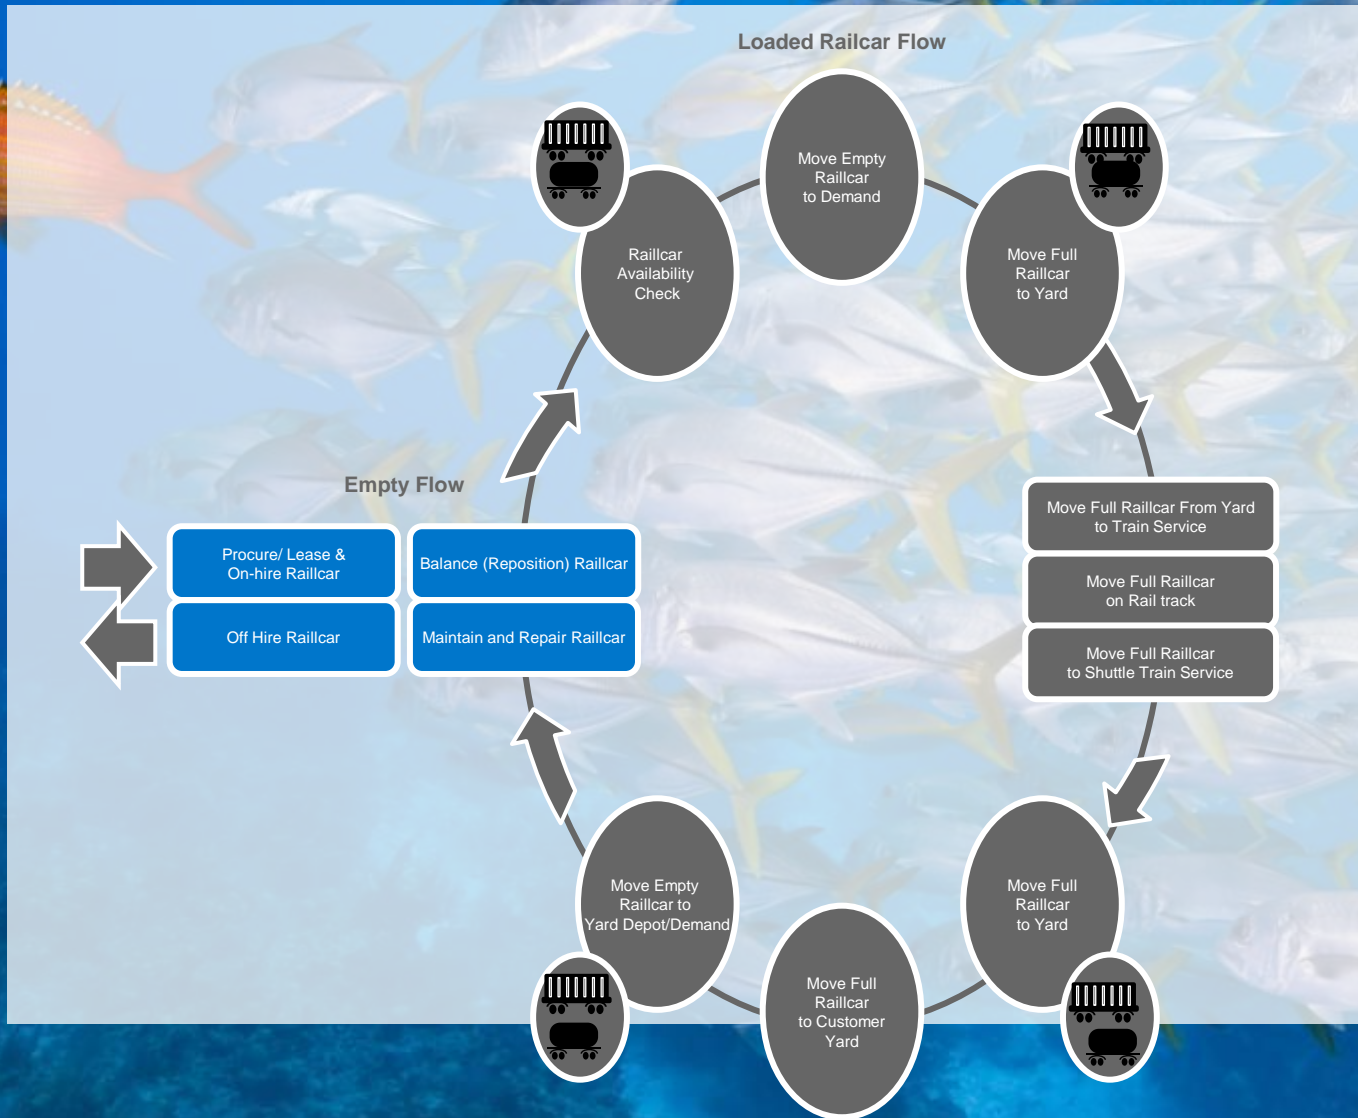 Loaded Railcar Flow
Move Empty
Raillcar
to Demand
Raillcar
Availability
Check
Move Full
Raillcar
to Yard
Empty Flow
Procure/ Lease &
On-hire Raillcar
Balance (Reposition) Raillcar
Off Hire Raillcar
Maintain and Repair Raillcar
Move Full Raillcar From Yard
to Train Service
Move Full Raillcar
on Rail track
Move Full Raillcar
to Shuttle Train Service
Move Empty
Raillcar to
Yard Depot/Demand
Move Full
Raillcar
to Yard
Move Full
Raillcar
to Customer
Yard